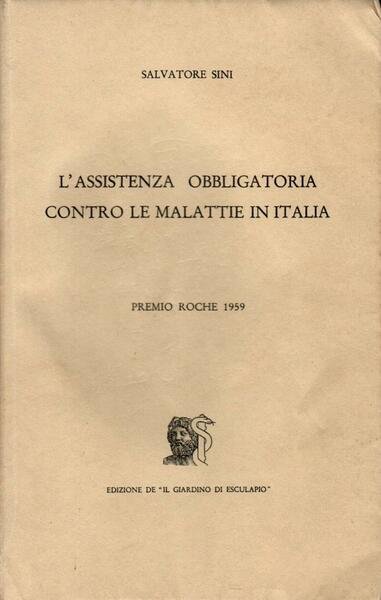 SALVATORE SINI
L'ASSISTENZA OBBLIGATORIA
CONTRO LE MALATTIE IN ITALIA
PREMIO ROCHE 1959
EDIZIONE DE "IL GIARDINO DI ESCULAPIO"